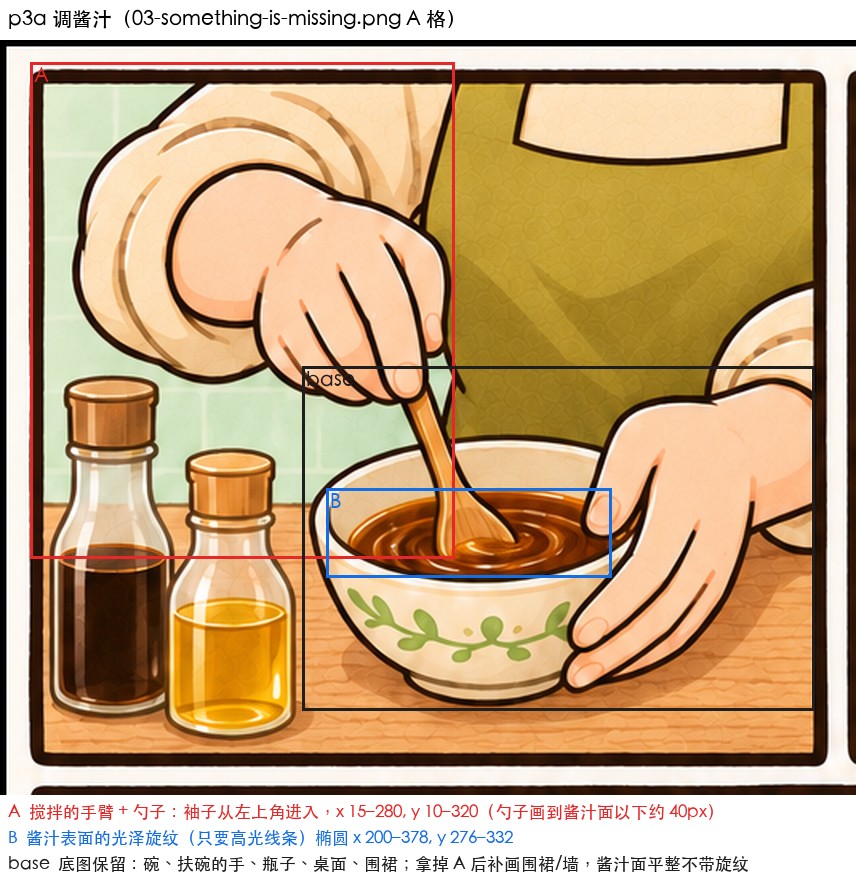 p3a 调酱汁（03-something-is-missing.png A 格）
A
base
B
A 搅拌的手臂 + 勺子：袖子从左上角进入，x 15–280, y 10–320（勺子画到酱汁面以下约 40px）
B 酱汁表面的光泽旋纹（只要高光线条）椭圆 x 200–378, y 276–332
base 底图保留：碗、扶碗的手、瓶子、桌面、围裙；拿掉 A 后补画围裙/墙，酱汁面平整不带旋纹